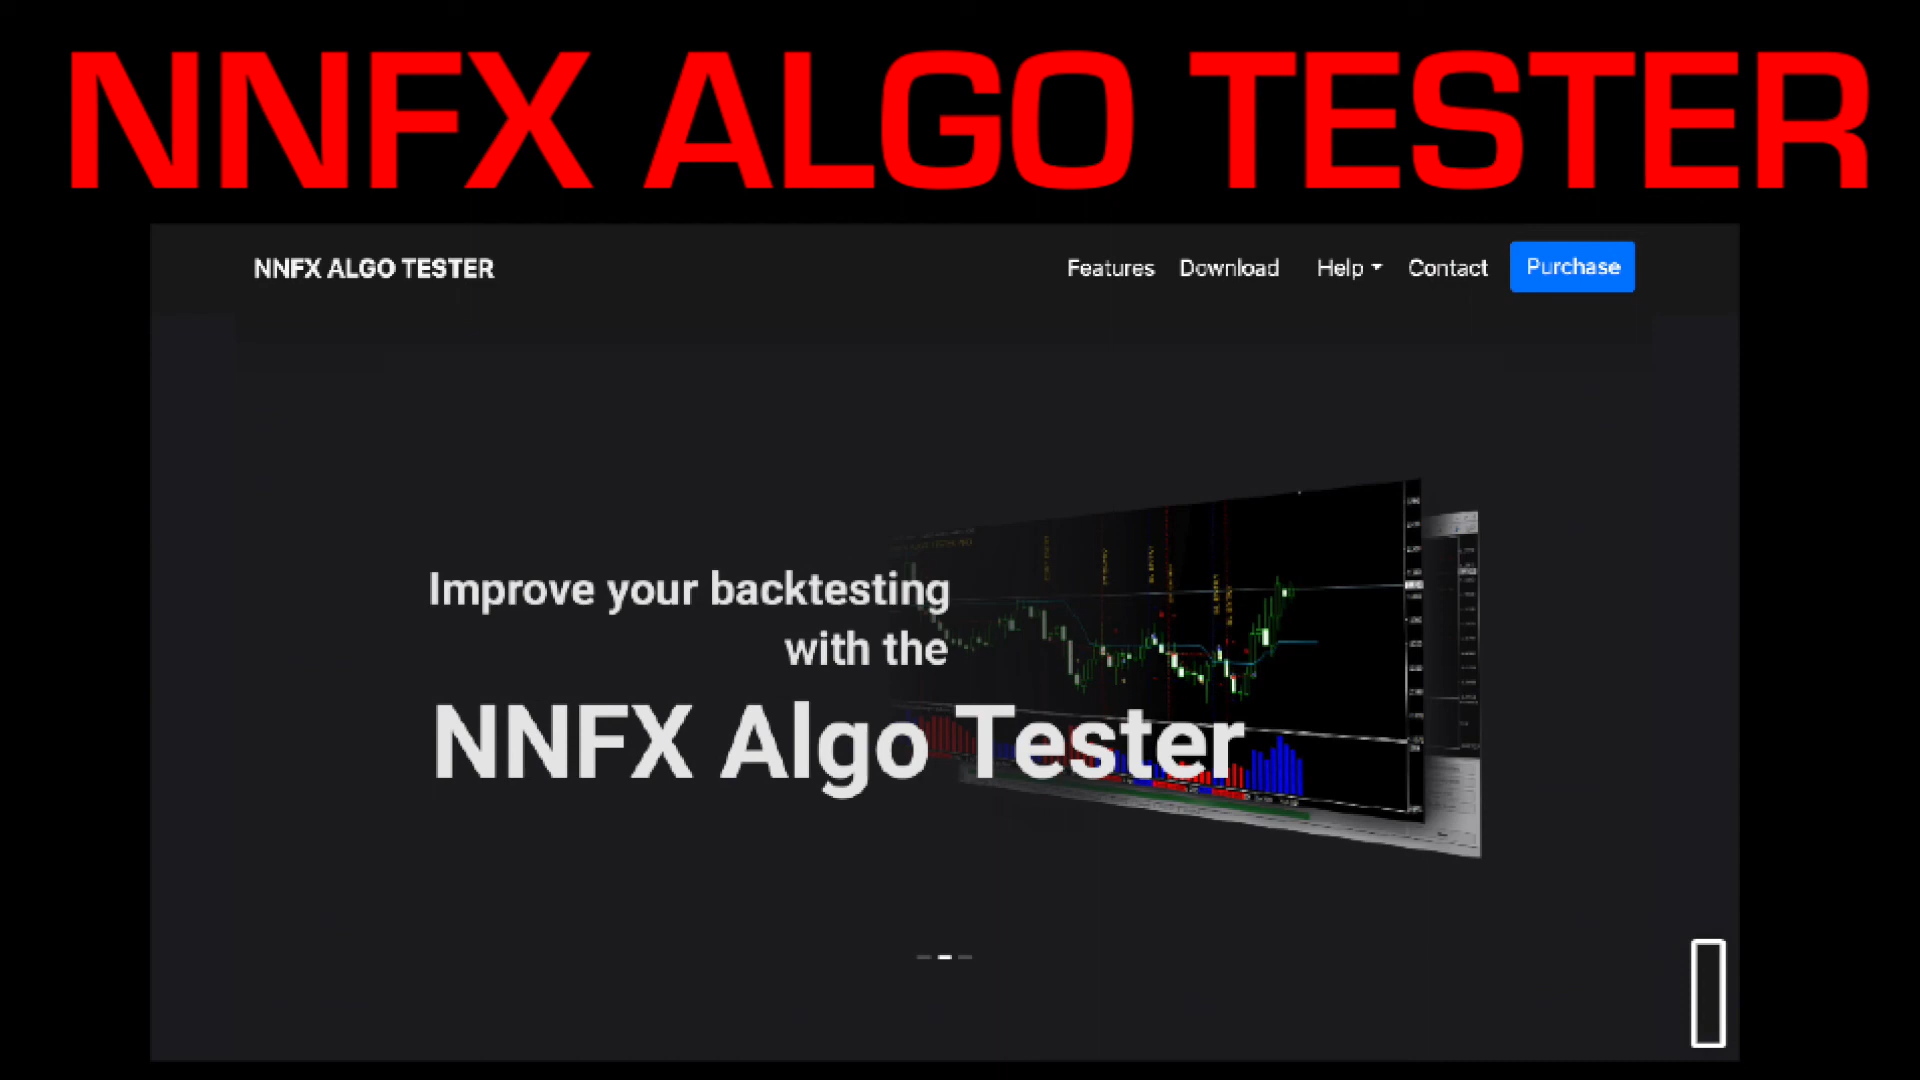 NNFX ALGO TESTER
NNFX ALGO TESTER
Features Download Help Contact Purchase
Improve your backtesting
with the
NNFX Algo Tester